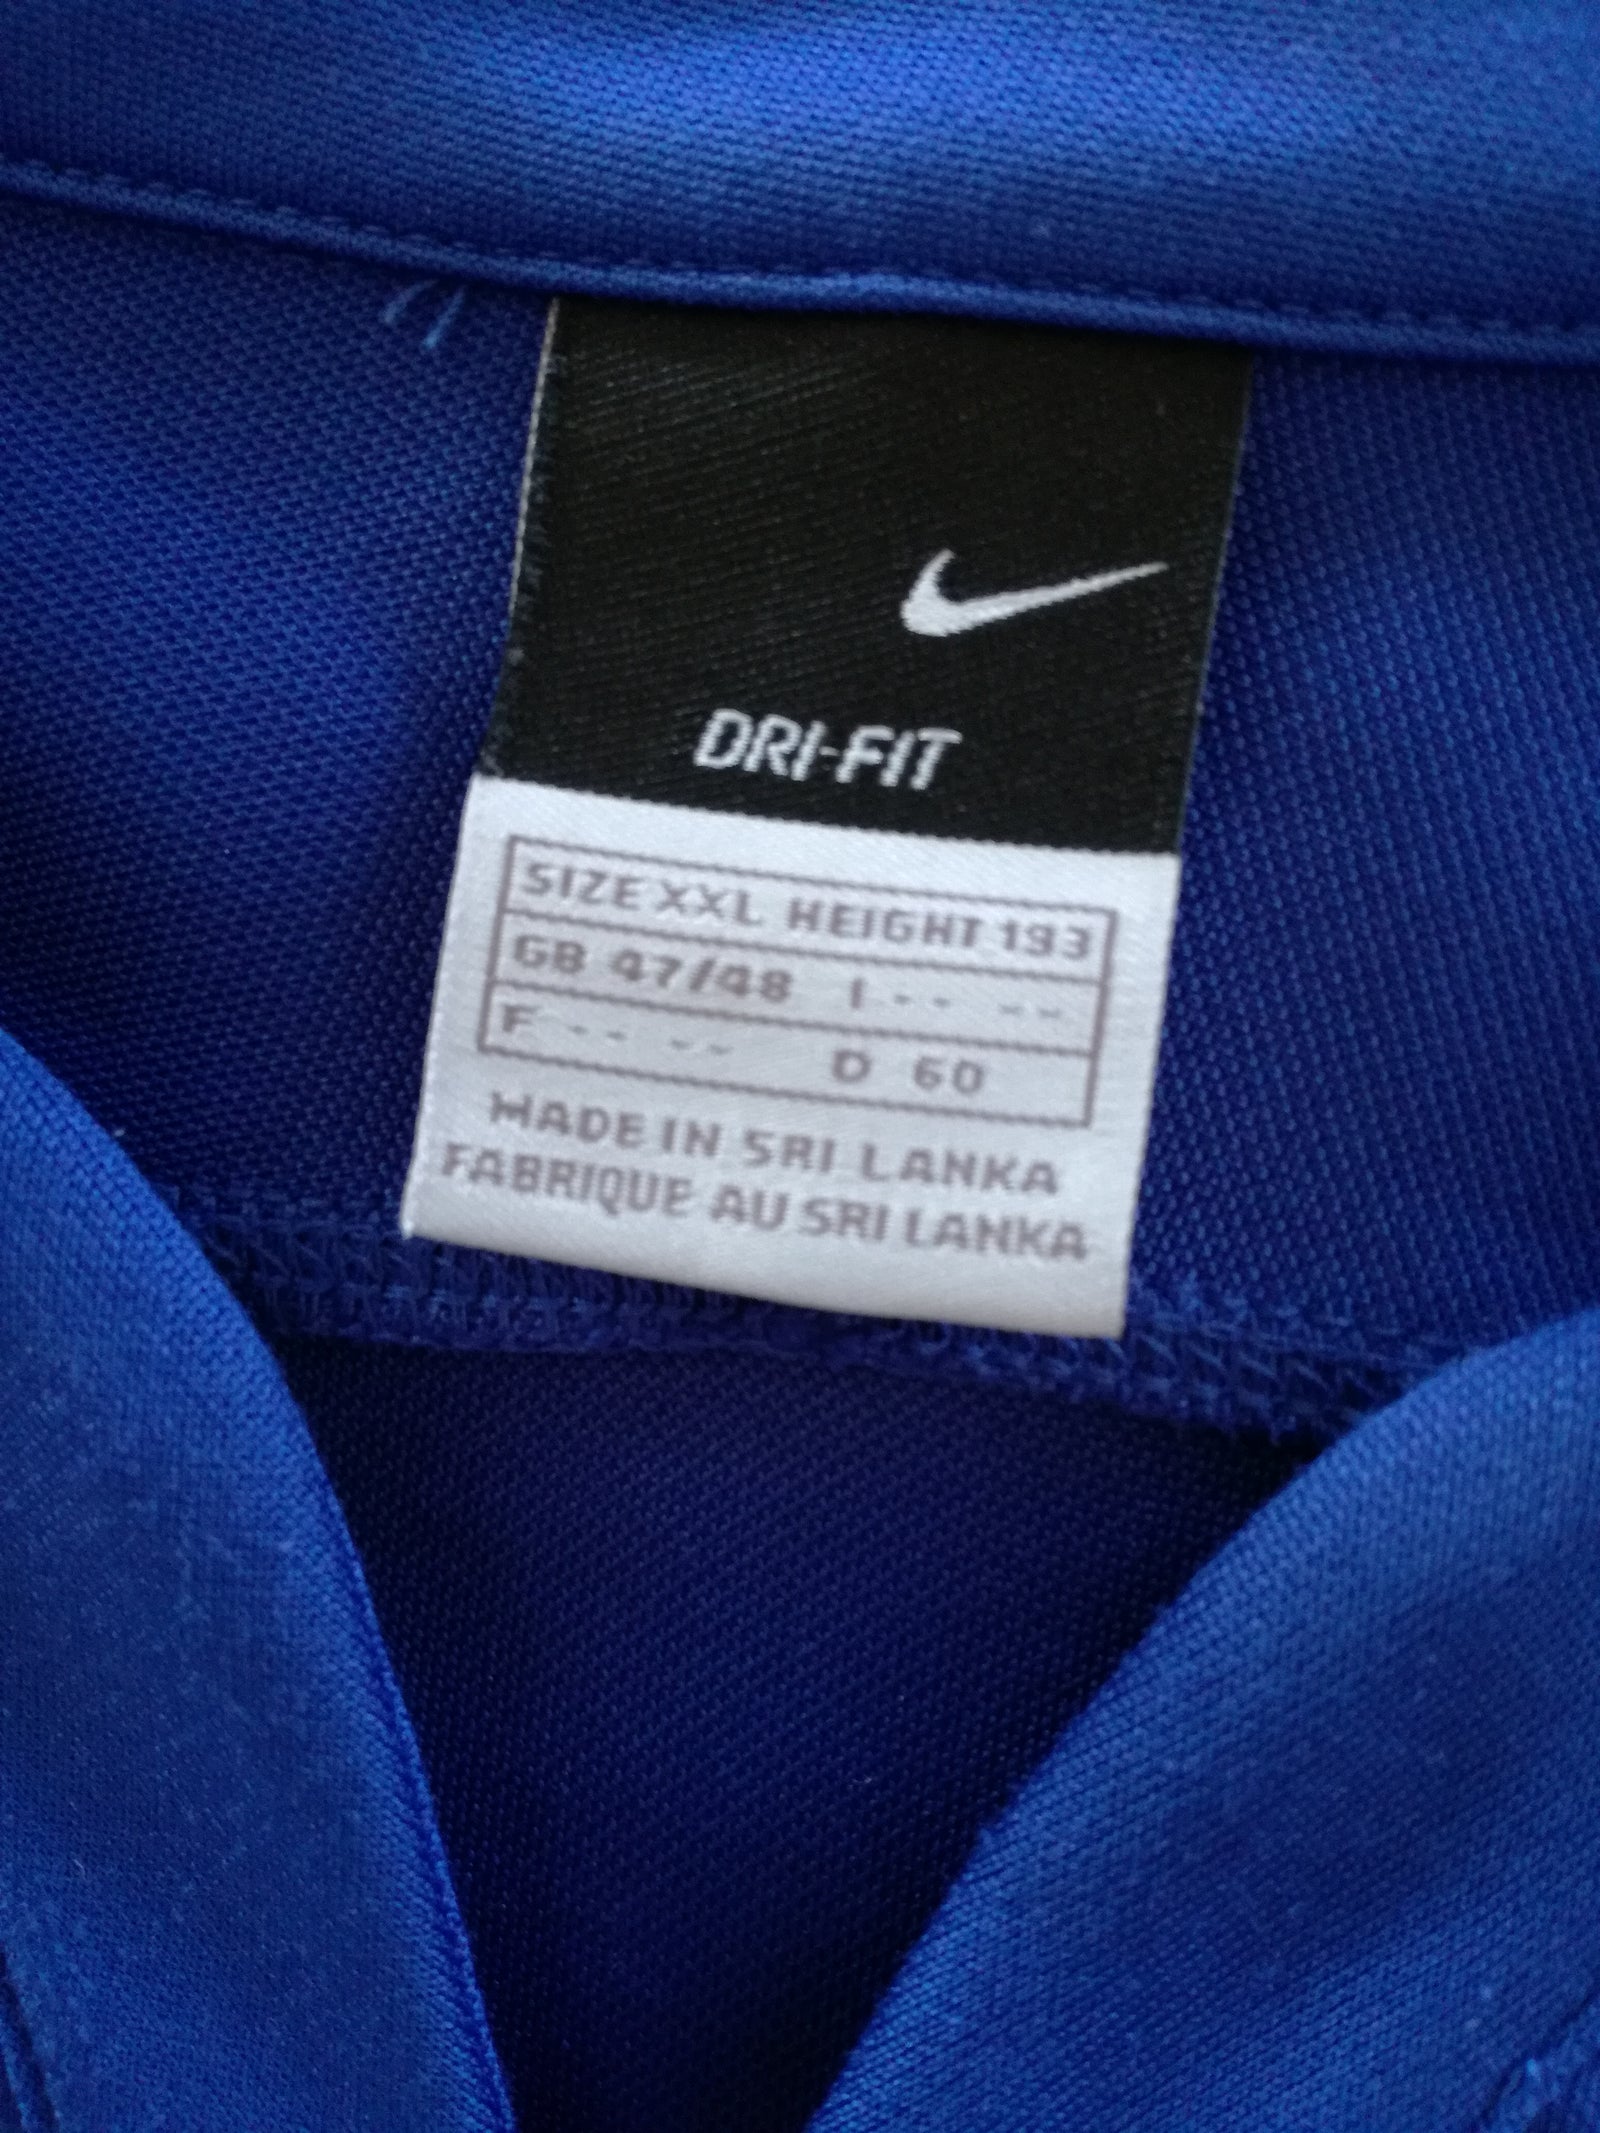 DRI-FIT
SIZE XXL HEIGHT 193
GB 47/48 I -- --
F -- -- D 60
MADE IN SRI LANKA
FABRIQUE AU SRI LANKA